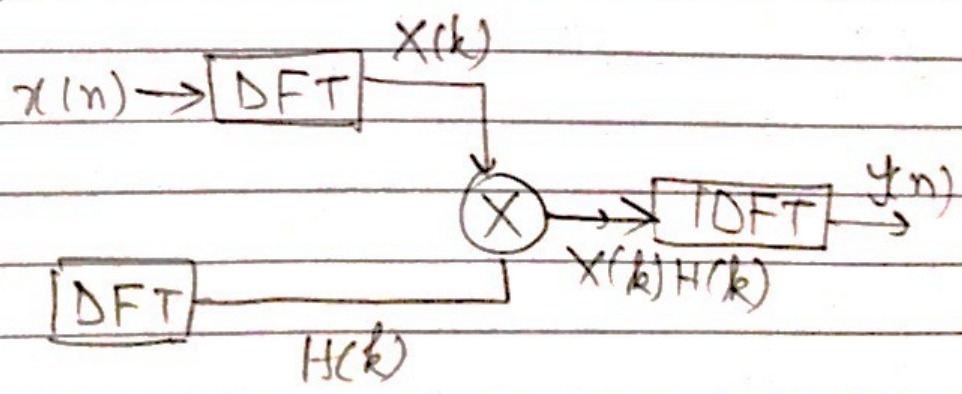 X(k)
x(n) DFT
y(n)
X IDFT
X(k)H(k)
DFT
H(k)